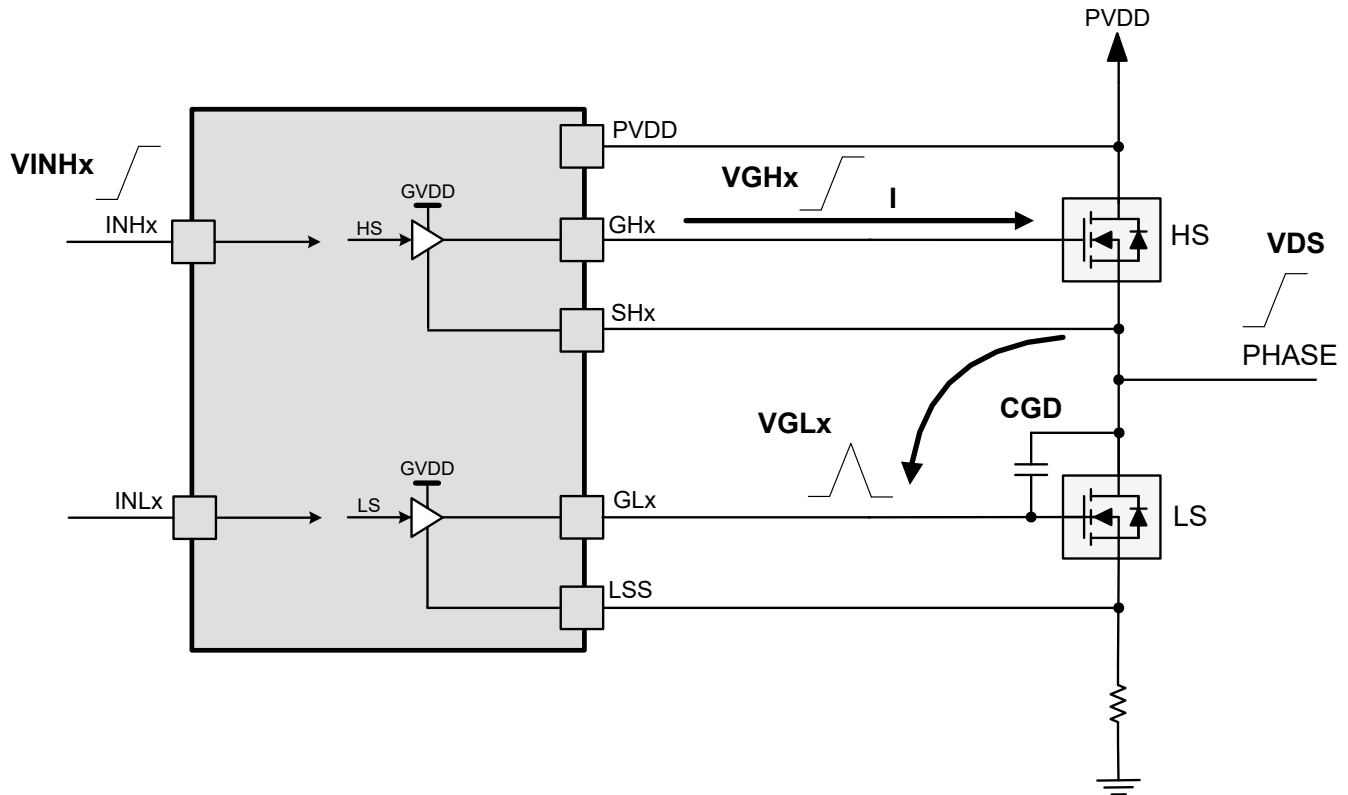 PVDD
PVDD
VINHx
VGHx
I
GVDD
INHx
HS
GHx
HS
VDS
SHx
PHASE
CGD
VGLx
GVDD
INLx
LS
GLx
LS
LSS